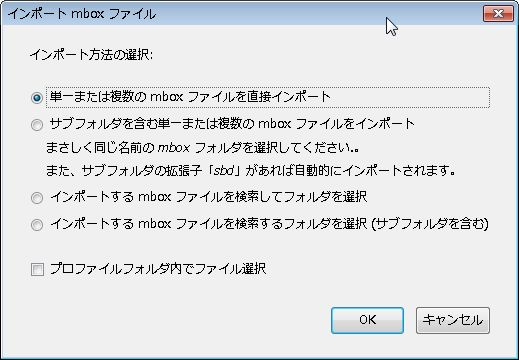 インポート mbox ファイル
インポート方法の選択:
単一または複数の mbox ファイルを直接インポート
サブフォルダを含む単一または複数の mbox ファイルをインポート
まさしく同じ名前の mbox フォルダを選択してください。。
また、サブフォルダの拡張子「sbd」があれば自動的にインポートされます。
インポートする mbox ファイルを検索してフォルダを選択
インポートする mbox ファイルを検索するフォルダを選択 (サブフォルダを含む)
プロファイルフォルダ内でファイル選択
OK
キャンセル